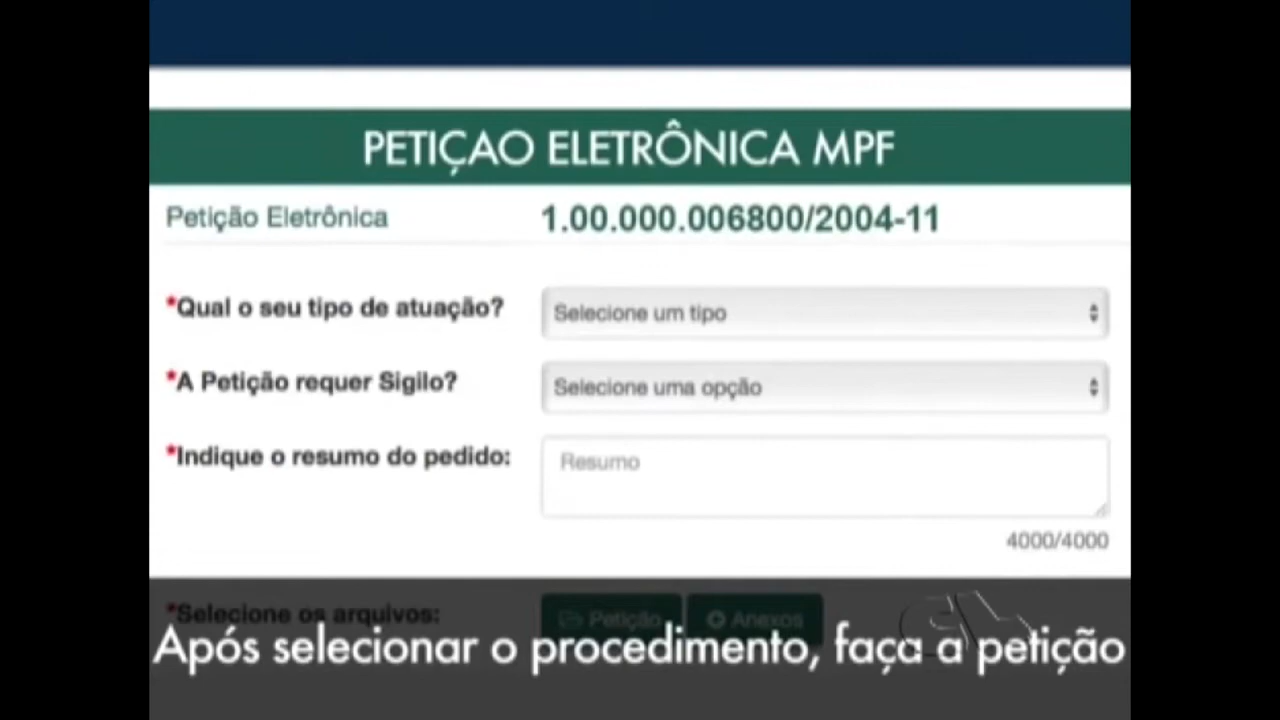 PETIÇAO ELETRÔNICA MPF
Petição Eletrônica 1.00.000.006800/2004-11
*Qual o seu tipo de atuação? Selecione um tipo
*A Petição requer Sigilo? Selecione uma opção
*Indique o resumo do pedido: Resumo
4000/4000
*Selecione os arquivos: Petição Anexos
Após selecionar o procedimento, faça a petição